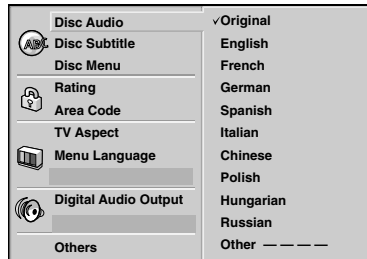 Disc Audio
Disc Subtitle
Disc Menu
Rating
Area Code
TV Aspect
Menu Language
Digital Audio Output
Others
✓Original
English
French
German
Spanish
Italian
Chinese
Polish
Hungarian
Russian
Other — — — —
ABC